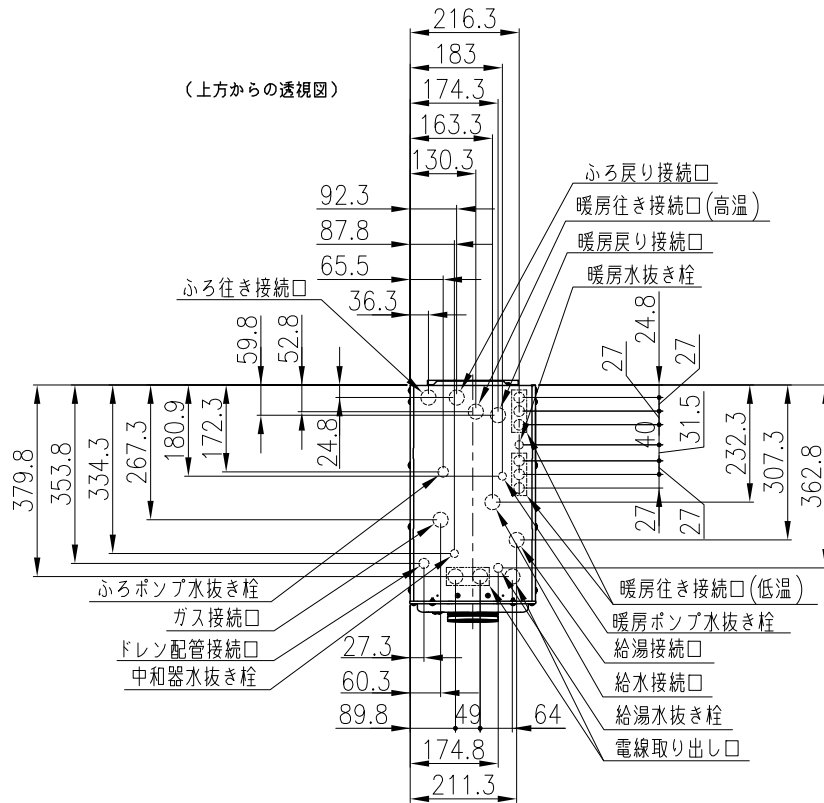 216.3
183
(上方からの透視図)
174.3
163.3
130.3
ふろ戻り接続口
92.3
暖房往き接続口(高温)
87.8
暖房戻り接続口
65.5
暖房水抜き栓
ふろ往き接続口
36.3
59.8
52.8
24.8
24.8
27
27
40
31.5
27
27
379.8
353.8
334.3
267.3
180.9
172.3
232.3
307.3
362.8
ふろポンプ水抜き栓
暖房往き接続口(低温)
ガス接続口
暖房ポンプ水抜き栓
ドレン配管接続口
給湯接続口
中和器水抜き栓
給水接続口
27.3
60.3
給湯水抜き栓
89.8
49
64
電線取り出し口
174.8
211.3